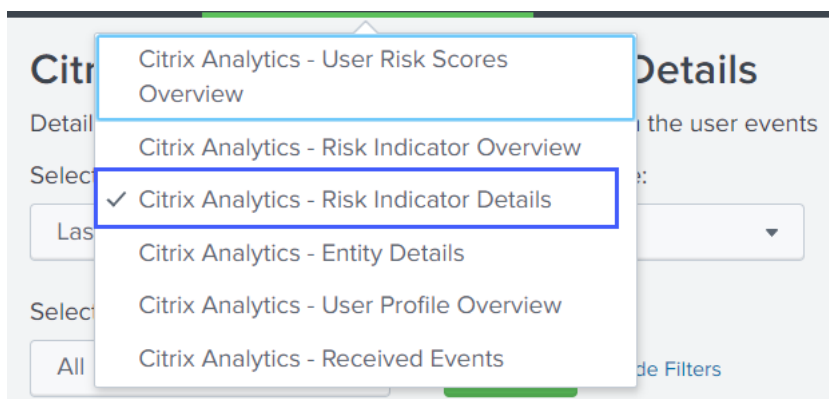 Citr Details
Citrix Analytics - User Risk Scores
Overview
Detail the user events
Citrix Analytics - Risk Indicator Overview
Selec e:
Citrix Analytics - Risk Indicator Details
Las
Citrix Analytics - Entity Details
Citrix Analytics - User Profile Overview
Selec
Citrix Analytics - Received Events
All de Filters